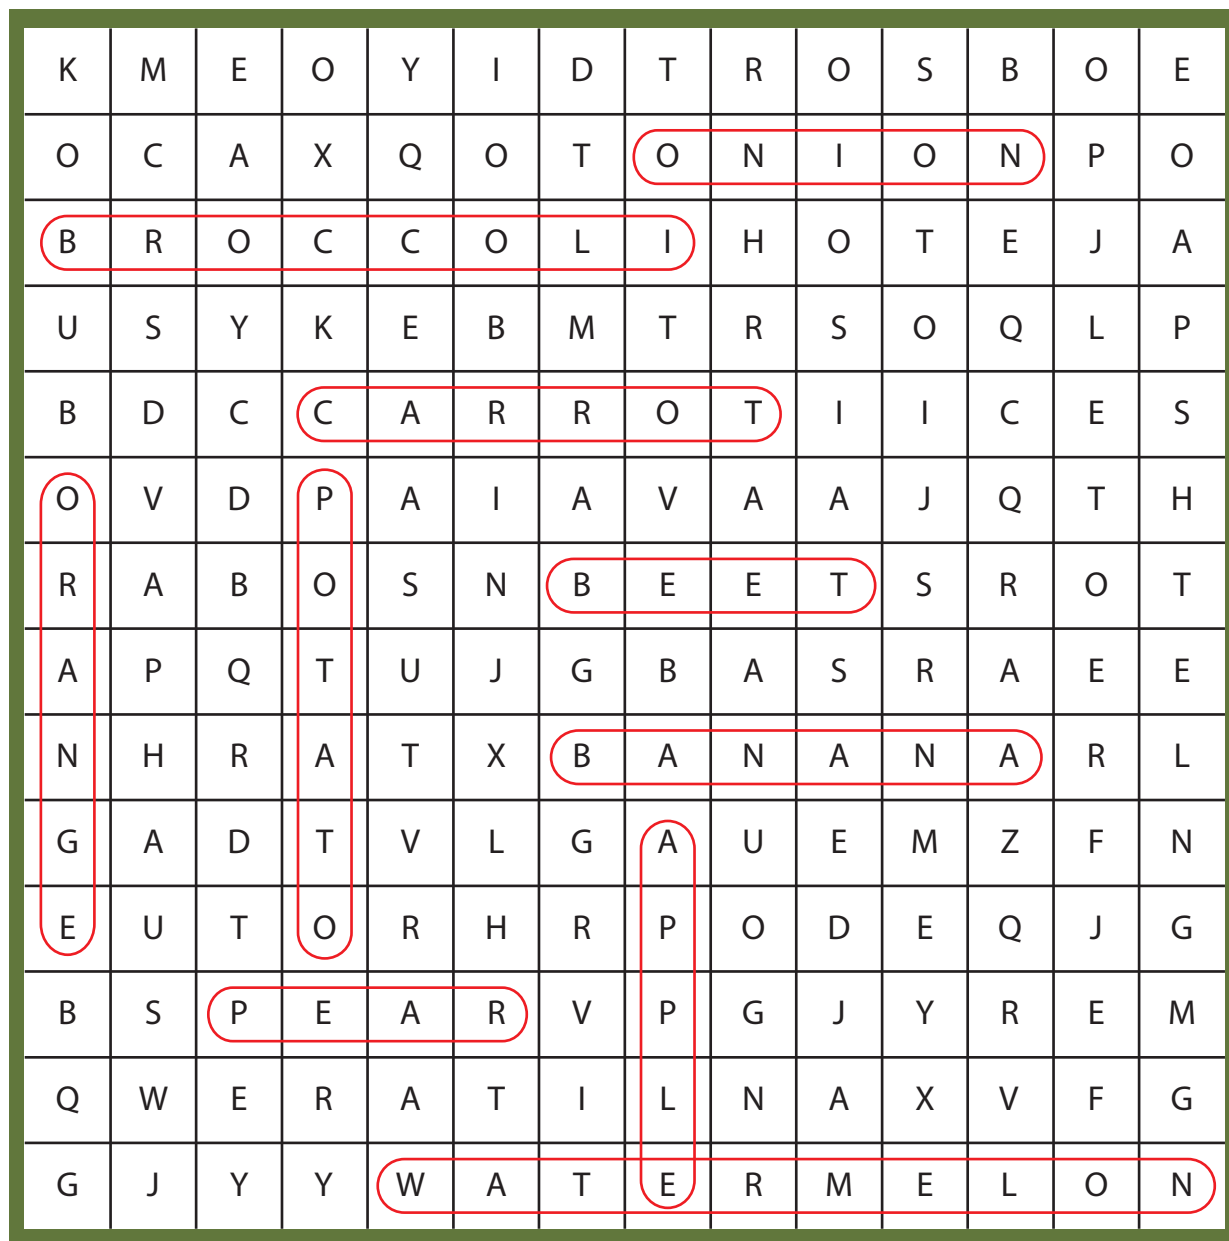 K M E O Y I D T R O S B O E
O C A X Q O T O N I O N P O
B R O C C O L I H O T E J A
U S Y K E B M T R S O Q L P
B D C C A R R O T I I C E S
O V D P A I A V A A J Q T H
R A B O S N B E E T S R O T
A P Q T U J G B A S R A E E
N H R A T X B A N A N A R L
G A D T V L G A U E M Z F N
E U T O R H R P O D E Q J G
B S P E A R V P G J Y R E M
Q W E R A T I L N A X V F G
G J Y Y W A T E R M E L O N